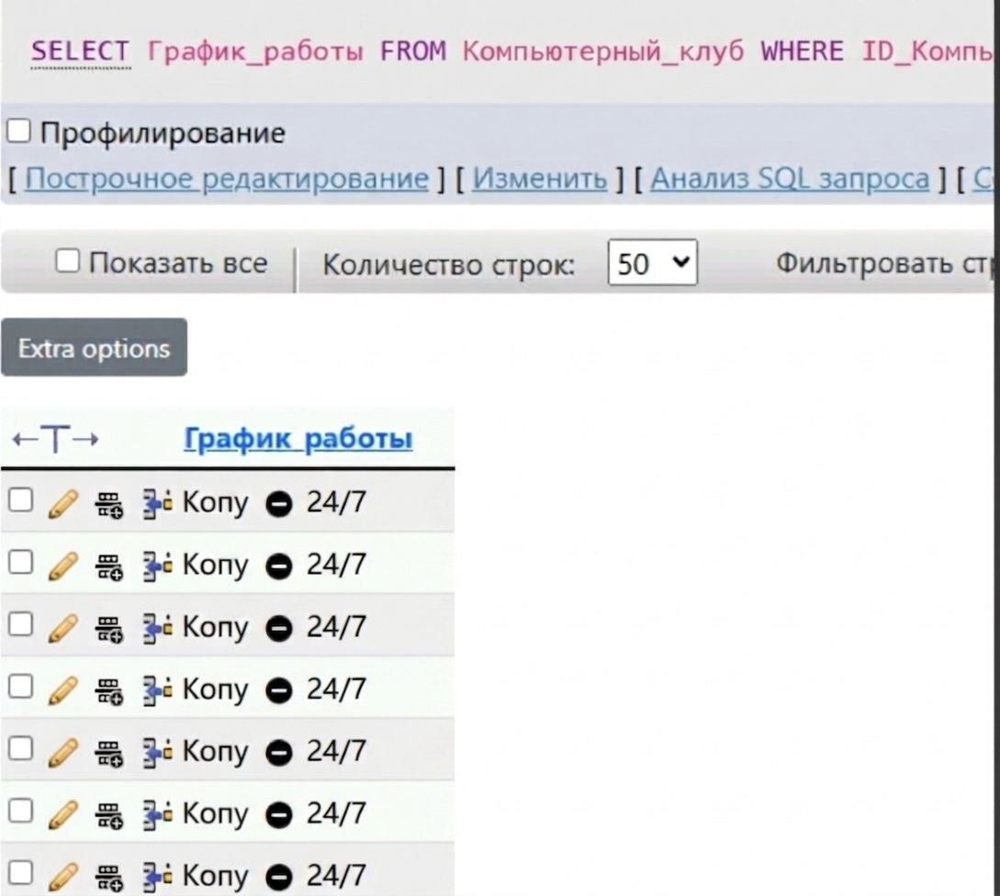 SELECT График_работы FROM Компьютерный_клуб WHERE ID_Компь
Профилирование
[ Построчное редактирование ] [ Изменить ] [ Анализ SQL запроса ] [ С
Показать все Количество строк: 50 Фильтровать стр
Extra options
←T→ График_работы
Копу 24/7
Копу 24/7
Копу 24/7
Копу 24/7
Копу 24/7
Копу 24/7
Копу 24/7